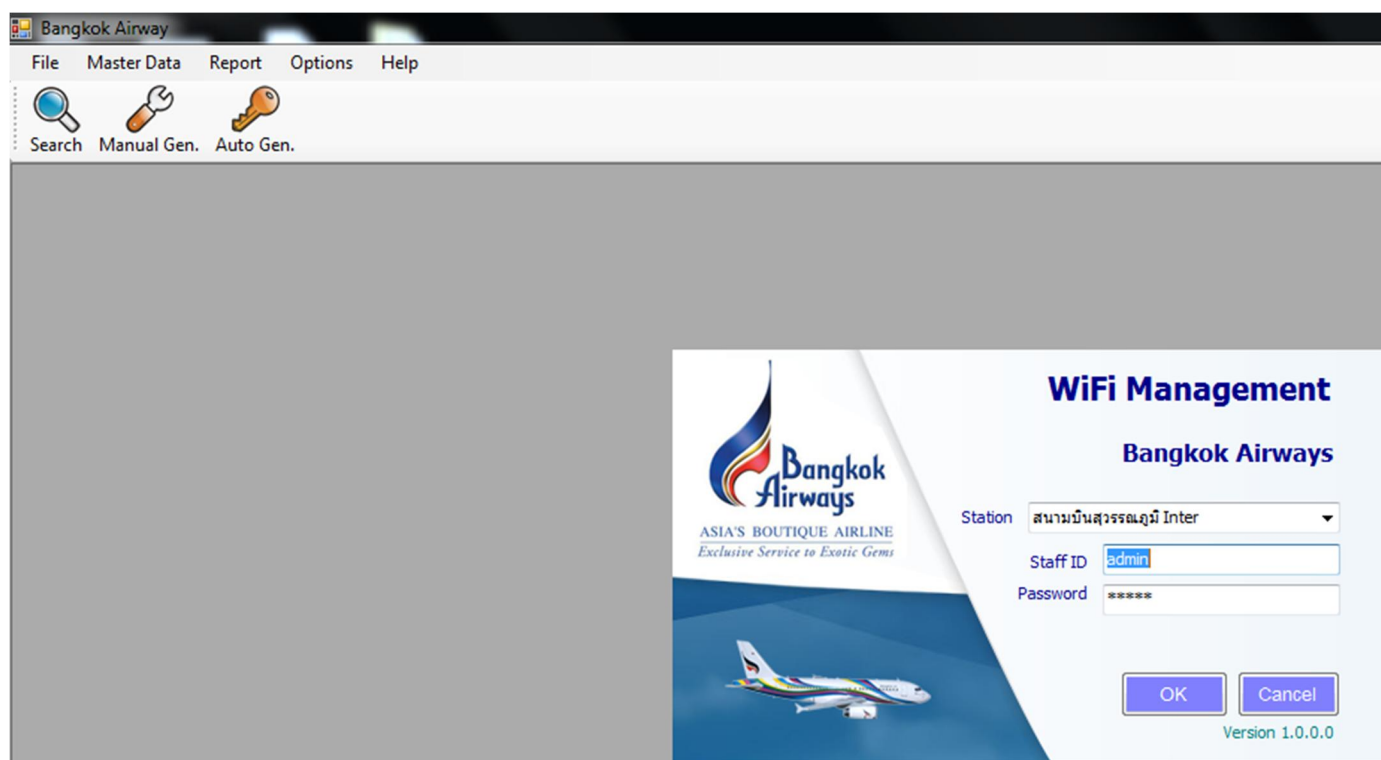 Bangkok Airway
File Master Data Report Options Help
Search Manual Gen. Auto Gen.
WiFi Management
Bangkok Airways
Bangkok
Airways
ASIA'S BOUTIQUE AIRLINE
Exclusive Service to Exotic Gems
Station สนามบินสุวรรณภูมิ Inter
Staff ID admin
Password *****
OK Cancel
Version 1.0.0.0